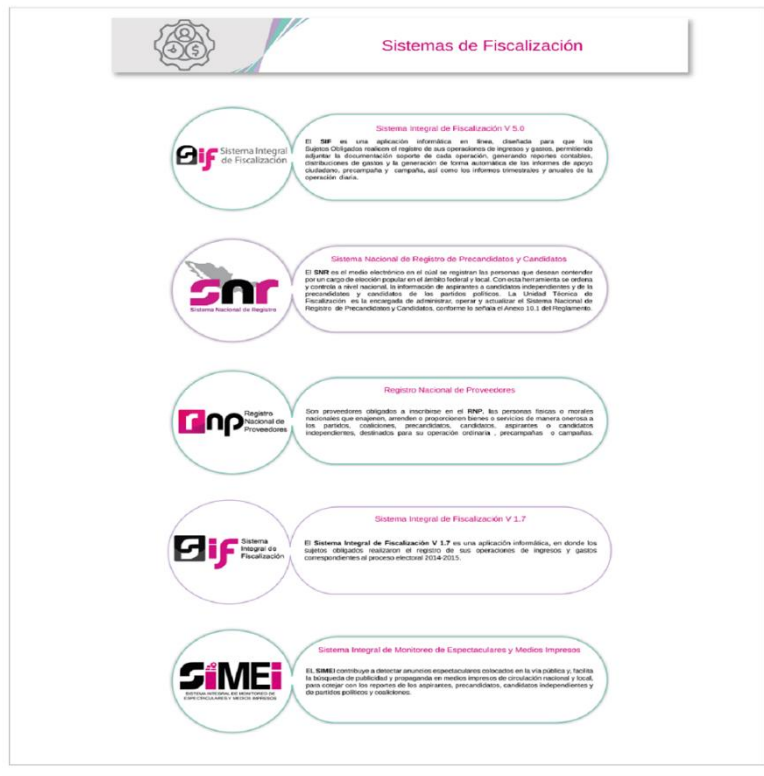 Sistemas de Fiscalización
Sif Sistema Integral
de Fiscalización
Sistema Integral de Fiscalización V 5.0
El SIF es una aplicación informática en línea, diseñada para que los
Sujetos Obligados realicen el registro de sus operaciones de ingresos y gastos, permitiendo
adjuntar la documentación soporte de cada operación, generando reportes contables,
distribuciones de gastos y la generación de forma automática de los informes de apoyo
ciudadano, precampaña y campaña, así como los informes trimestrales y anuales de la
operación diaria.
snr
Sistema Nacional de Registro
Sistema Nacional de Registro de Precandidatos y Candidatos
El SNR es el medio electrónico en el cúal se registran las personas que desean contender
por un cargo de elección popular en el ámbito federal y local. Con esta herramienta se ordena
y controla a nivel nacional, la información de aspirantes a candidatos independientes y de la
precandidatos y candidatos de los partidos políticos. La Unidad Técnica de
Fiscalización es la encargada de administrar, operar y actualizar el Sistema Nacional de
Registro de Precandidatos y Candidatos, conforme lo señala el Anexo 10.1 del Reglamento.
rnp Registro
Nacional de
Proveedores
Registro Nacional de Proveedores
Son proveedores obligados a inscribirse en el RNP, las personas físicas o morales
nacionales que enajenen, arrenden o proporcionen bienes o servicios de manera onerosa a
los partidos, coaliciones, precandidatos, candidatos, aspirantes o candidatos
independientes, destinados para su operación ordinaria , precampañas o campañas.
Sif Sistema
Integral de
Fiscalización
Sistema Integral de Fiscalización V 1.7
El Sistema Integral de Fiscalización V 1.7 es una aplicación informática, en donde los
sujetos obligados realizaron el registro de sus operaciones de ingresos y gastos
correspondientes al proceso electoral 2014-2015.
SiMEi
SISTEMA INTEGRAL DE MONITOREO DE
ESPECTACULARES Y MEDIOS IMPRESOS
Sistema Integral de Monitoreo de Espectaculares y Medios Impresos
EL SIMEI contribuye a detectar anuncios espectaculares colocados en la vía pública y, facilita
la búsqueda de publicidad y propaganda en medios impresos de circulación nacional y local,
para cotejar con los reportes de los aspirantes, precandidatos, candidatos independientes y
de partidos políticos y coaliciones.